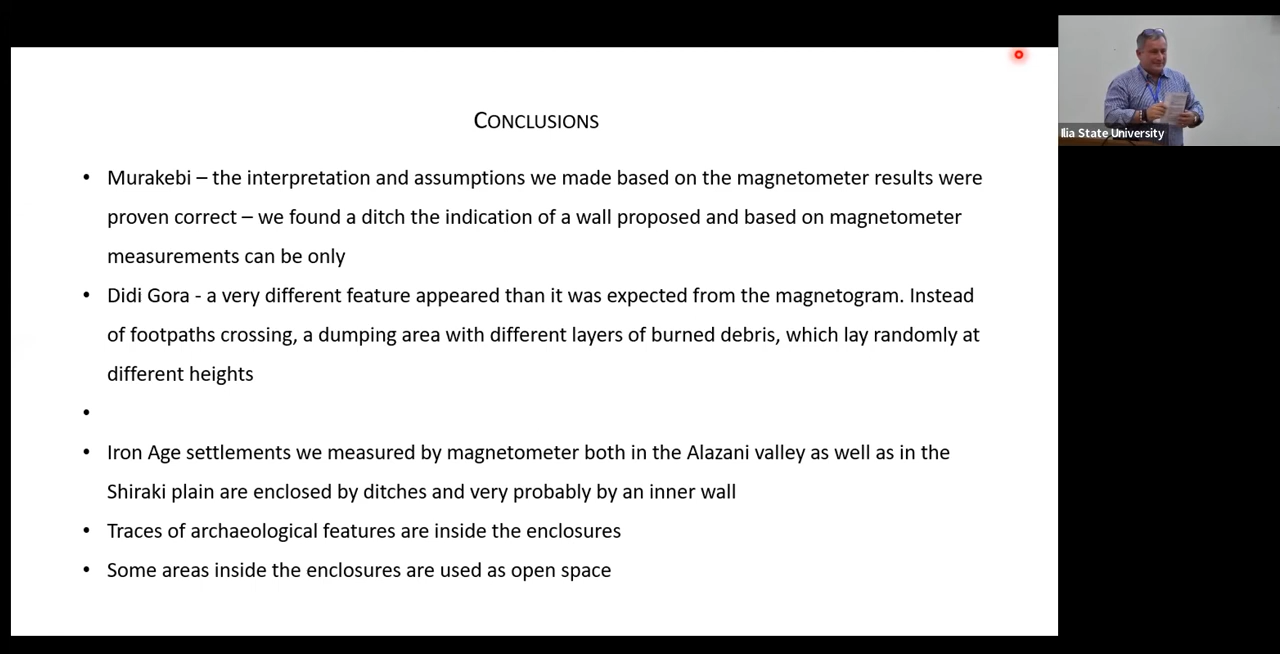 CONCLUSIONS
• Murakebi – the interpretation and assumptions we made based on the magnetometer results were
proven correct – we found a ditch the indication of a wall proposed and based on magnetometer
measurements can be only
• Didi Gora - a very different feature appeared than it was expected from the magnetogram. Instead
of footpaths crossing, a dumping area with different layers of burned debris, which lay randomly at
different heights
•
• Iron Age settlements we measured by magnetometer both in the Alazani valley as well as in the
Shiraki plain are enclosed by ditches and very probably by an inner wall
• Traces of archaeological features are inside the enclosures
• Some areas inside the enclosures are used as open space
Ilia State University